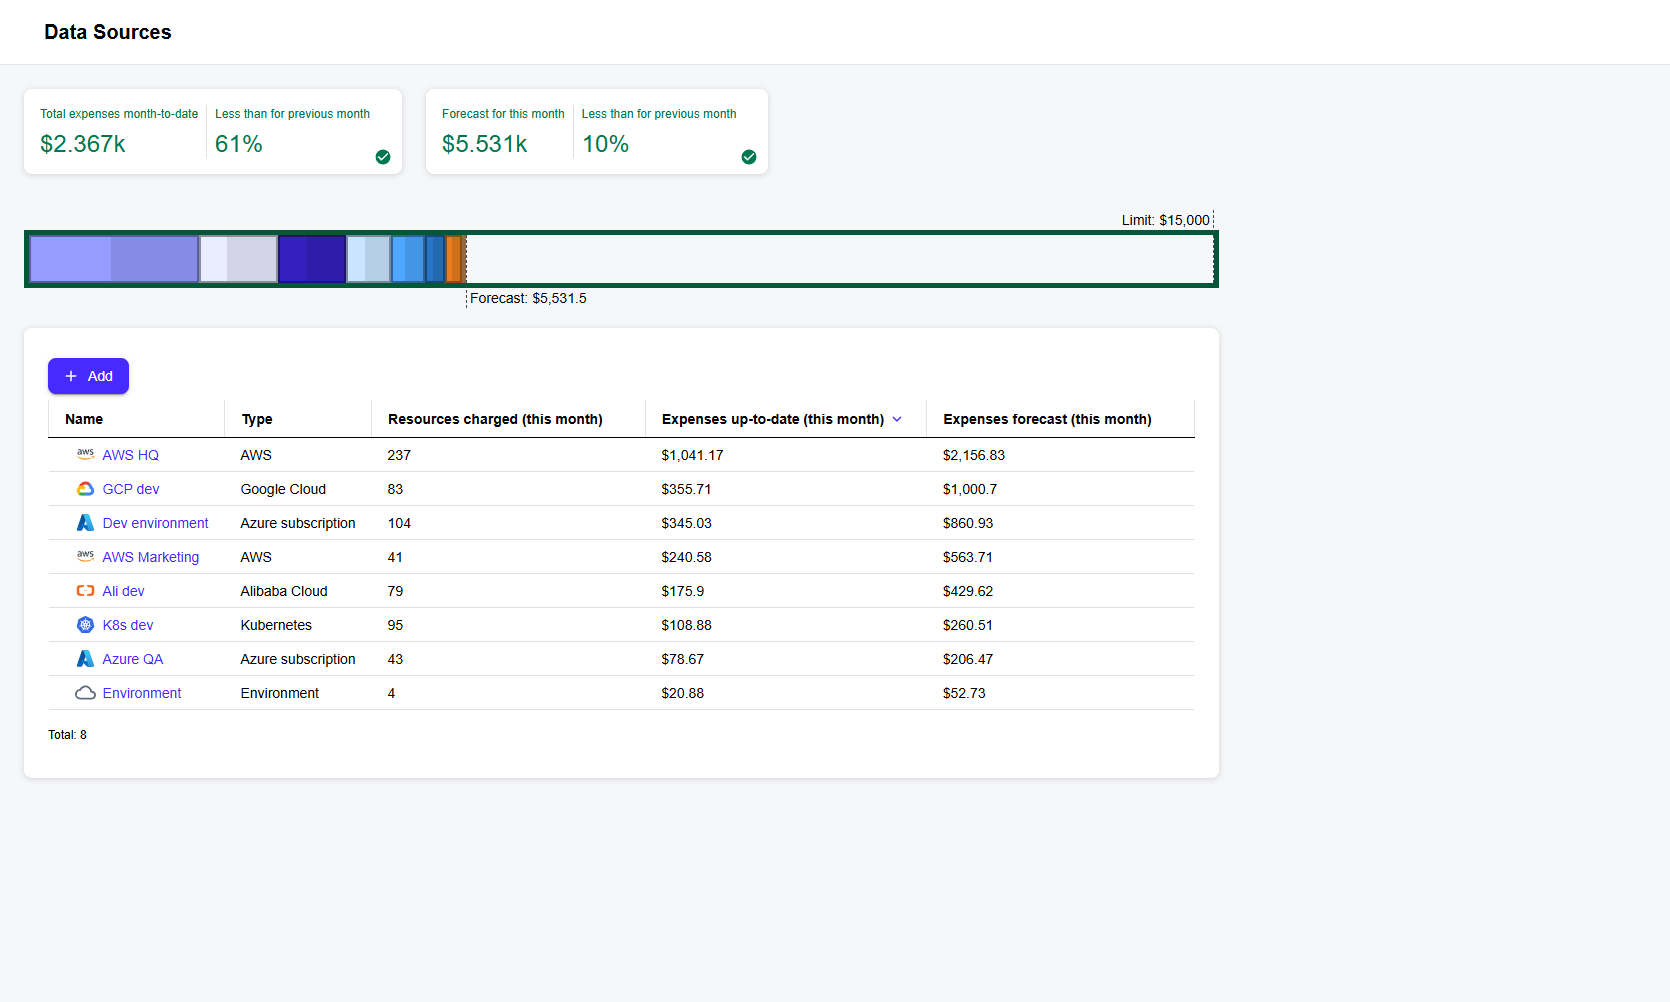 Data Sources
Total expenses month-to-date
$2.367k
Less than for previous month
61%
Forecast for this month
$5.531k
Less than for previous month
10%
Limit: $15,000
Forecast: $5,531.5
Add
Name Type Resources charged (this month) Expenses up-to-date (this month) Expenses forecast (this month)
aws AWS HQ AWS 237 $1,041.17 $2,156.83
GCP dev Google Cloud 83 $355.71 $1,000.7
Dev environment Azure subscription 104 $345.03 $860.93
aws AWS Marketing AWS 41 $240.58 $563.71
Ali dev Alibaba Cloud 79 $175.9 $429.62
K8s dev Kubernetes 95 $108.88 $260.51
Azure QA Azure subscription 43 $78.67 $206.47
Environment Environment 4 $20.88 $52.73
Total: 8